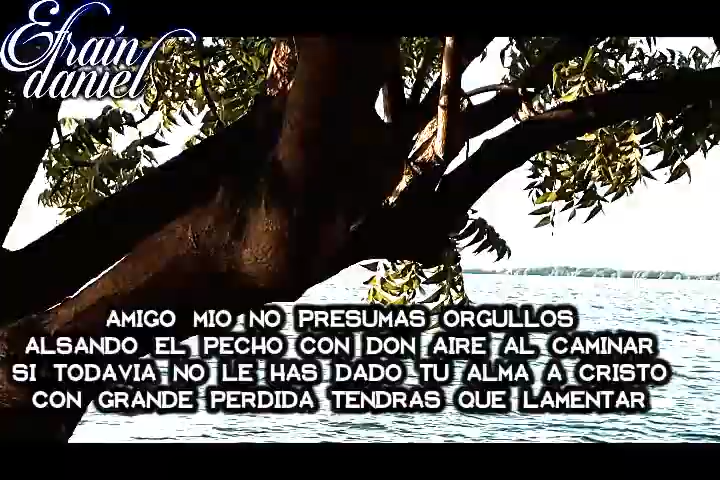 Efraín
daniel
AMIGO MIO NO PRESUMAS ORGULLOS
ALSANDO EL PECHO CON DON AIRE AL CAMINAR
SI TODAVIA NO LE HAS DADO TU ALMA A CRISTO
CON GRANDE PERDIDA TENDRAS QUE LAMENTAR